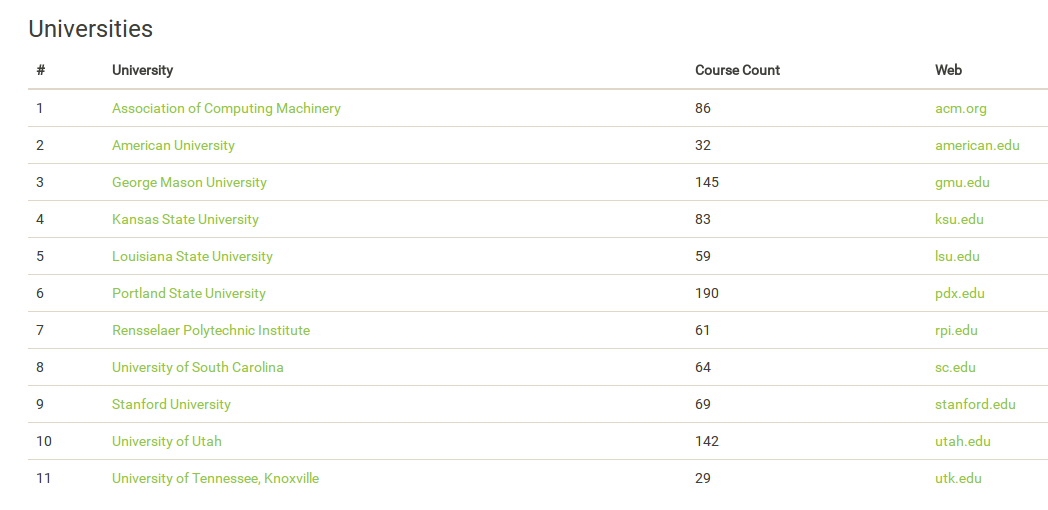 Universities
# University Course Count Web
1 Association of Computing Machinery 86 acm.org
2 American University 32 american.edu
3 George Mason University 145 gmu.edu
4 Kansas State University 83 ksu.edu
5 Louisiana State University 59 lsu.edu
6 Portland State University 190 pdx.edu
7 Rensselaer Polytechnic Institute 61 rpi.edu
8 University of South Carolina 64 sc.edu
9 Stanford University 69 stanford.edu
10 University of Utah 142 utah.edu
11 University of Tennessee, Knoxville 29 utk.edu